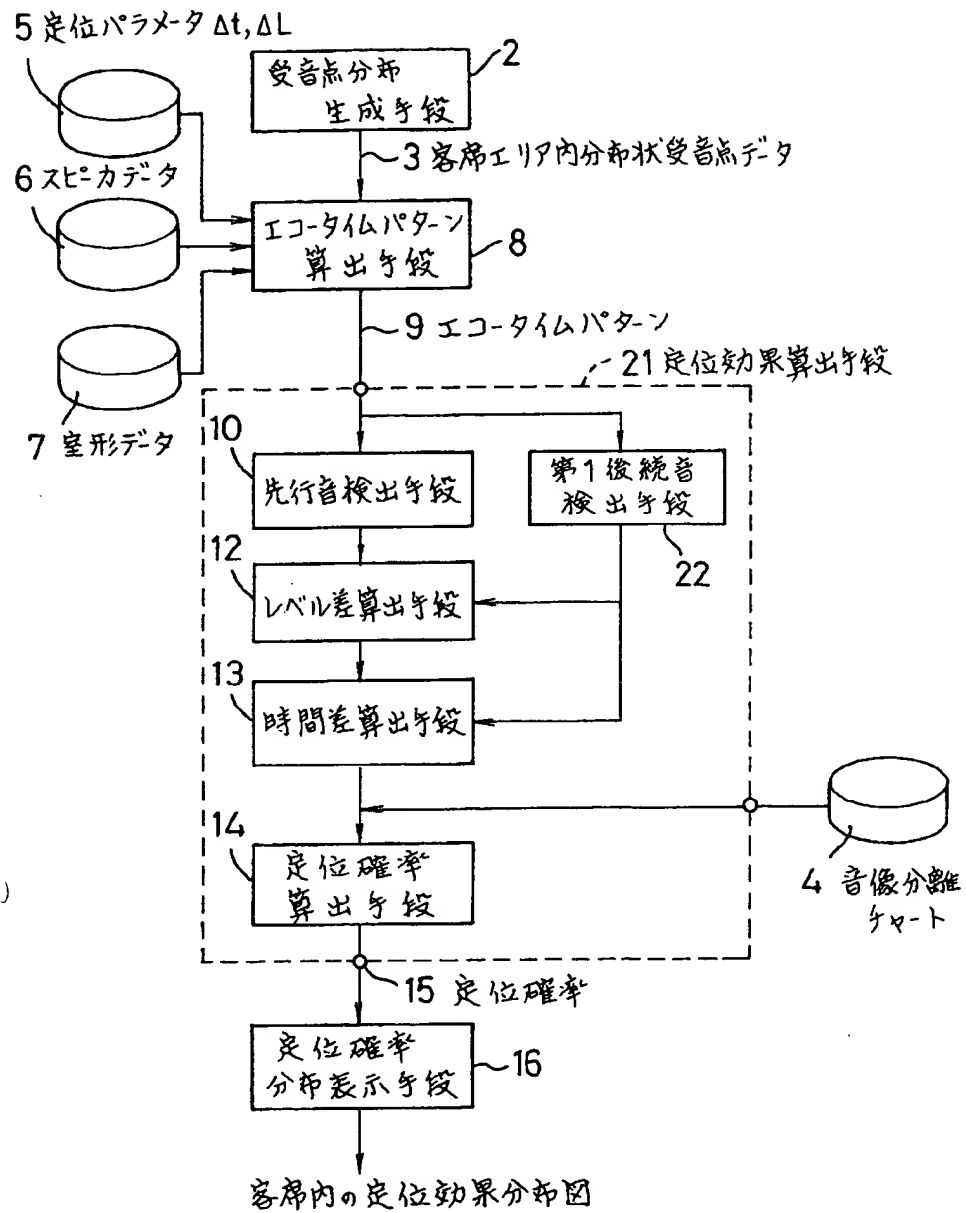 5 定位パラメータ Δt,ΔL
2
受音点分布
生成手段
3 客席エリア内分布状受音点データ
6 スピーカデータ
エコータイムパターン
算出手段
8
9 エコータイムパターン
21 定位効果算出手段
7 室形データ
10
先行音検出手段
第1後続音
検出手段
22
12
レベル差算出手段
13
時間差算出手段
14
定位確率
算出手段
4 音像分離
チャート
15 定位確率
定位確率
分布表示手段
16
客席内の定位効果分布図